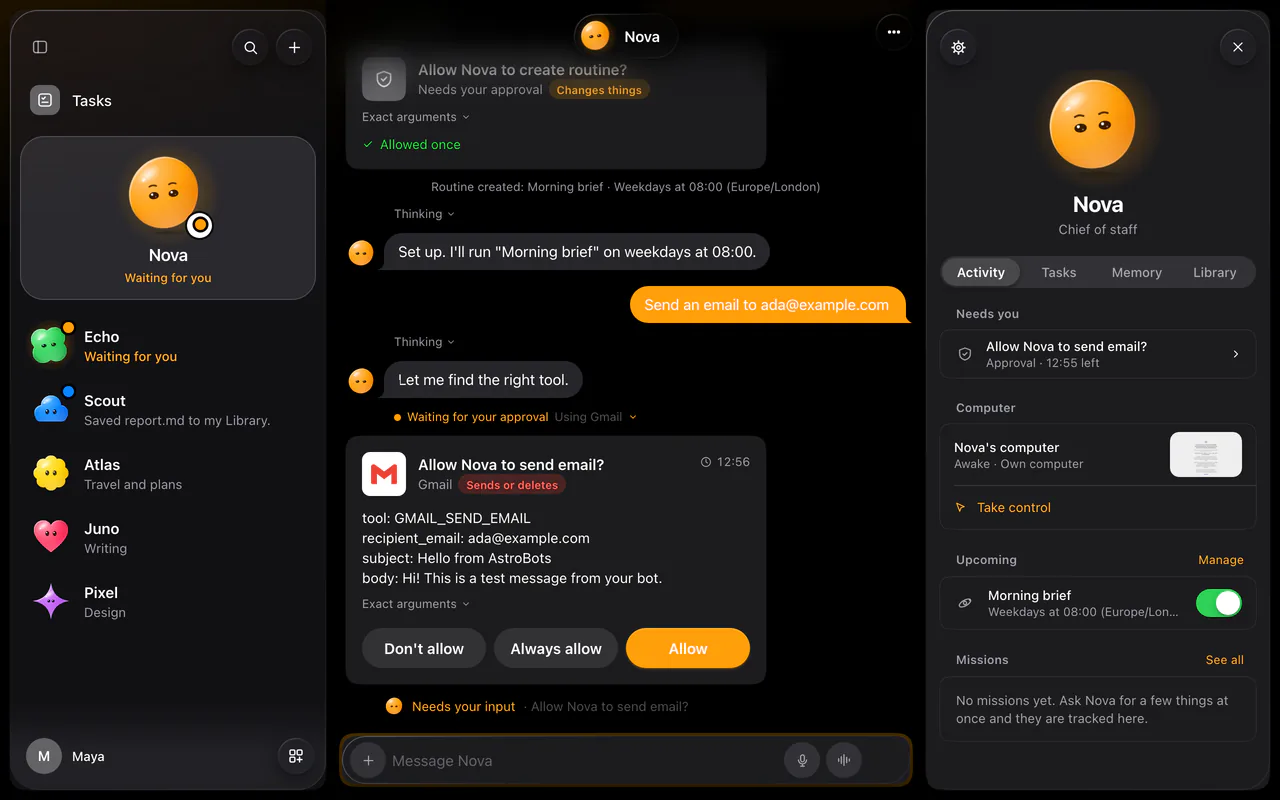 Tasks
Nova
Waiting for you
Echo
Waiting for you
Scout
Saved report.md to my Library.
Atlas
Travel and plans
Juno
Writing
Pixel
Design
M
Maya
Nova
Allow Nova to create routine?
Needs your approval
Changes things
Exact arguments
Allowed once
Routine created: Morning brief · Weekdays at 08:00 (Europe/London)
Thinking
Set up. I'll run "Morning brief" on weekdays at 08:00.
Send an email to ada@example.com
Thinking
Let me find the right tool.
Waiting for your approval Using Gmail
Allow Nova to send email?
12:56
Gmail
Sends or deletes
tool: GMAIL_SEND_EMAIL
recipient_email: ada@example.com
subject: Hello from AstroBots
body: Hi! This is a test message from your bot.
Exact arguments
Don't allow
Always allow
Allow
Needs your input · Allow Nova to send email?
Message Nova
Nova
Chief of staff
Activity
Tasks
Memory
Library
Needs you
Allow Nova to send email?
Approval · 12:55 left
Computer
Nova's computer
Awake · Own computer
Take control
Upcoming
Manage
Morning brief
Weekdays at 08:00 (Europe/Lon...
Missions
See all
No missions yet. Ask Nova for a few things at
once and they are tracked here.